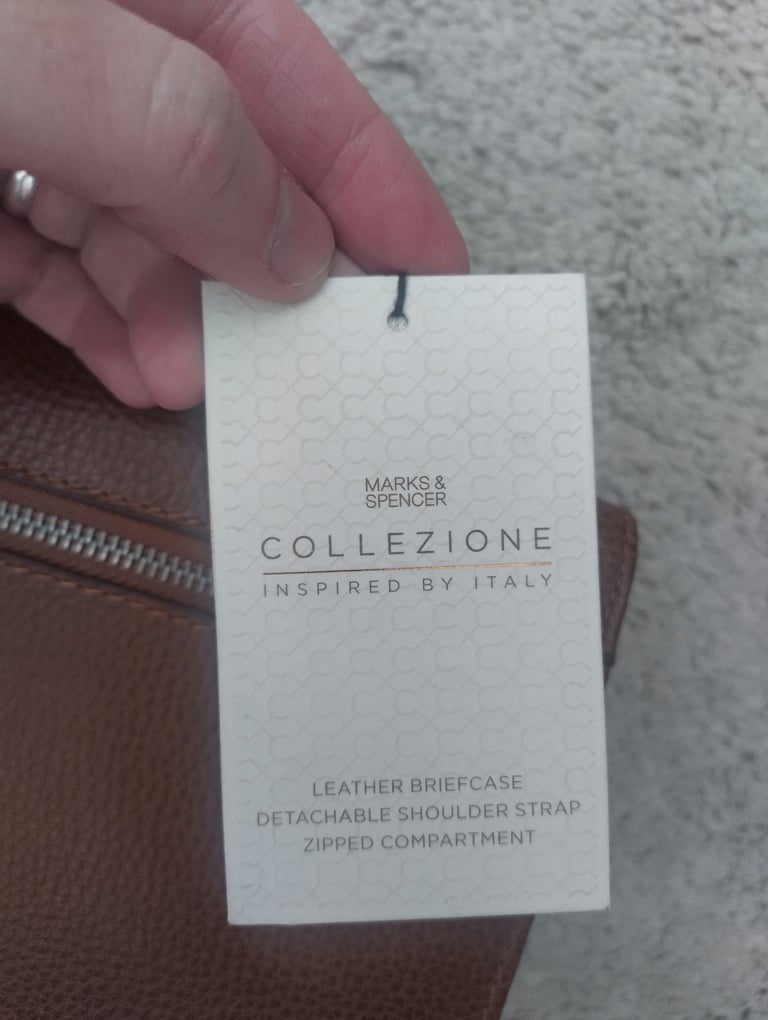 MARKS &
SPENCER
COLLEZIONE
INSPIRED BY ITALY
LEATHER BRIEFCASE
DETACHABLE SHOULDER STRAP
ZIPPED COMPARTMENT